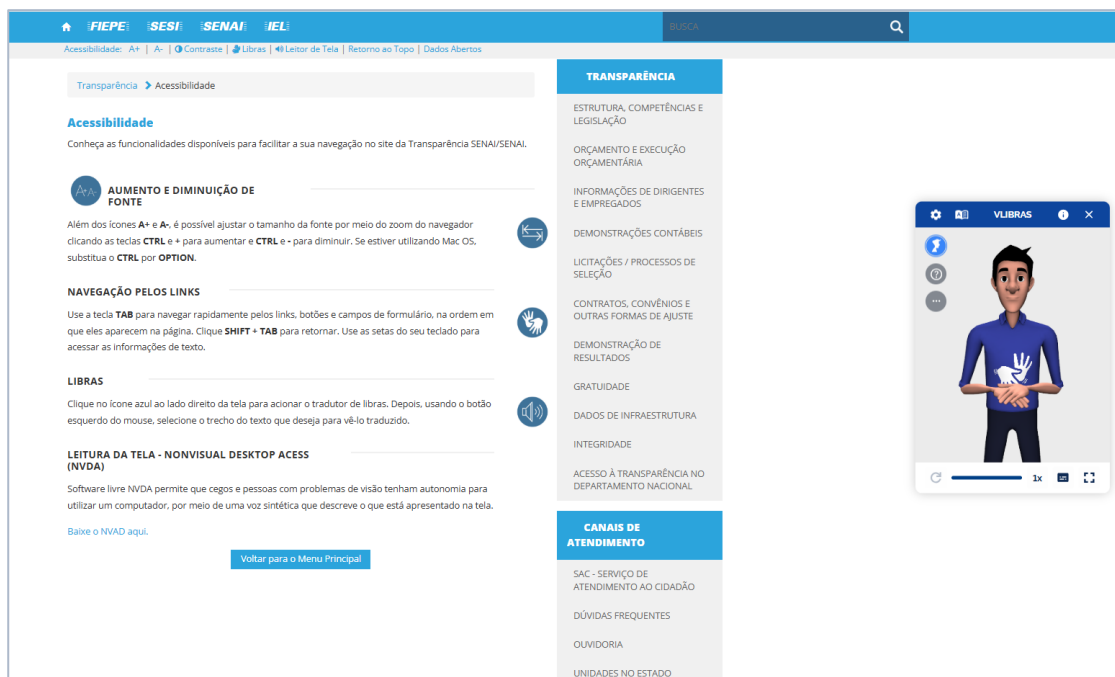 FIEPE SESI SENAI IEL
BUSCA
Acessibilidade: A+ | A- | Contraste | Libras | Leitor de Tela | Retorno ao Topo | Dados Abertos
Transparência Acessibilidade
Acessibilidade
Conheça as funcionalidades disponíveis para facilitar a sua navegação no site da Transparência SENAI/SENAI.
A+A-
AUMENTO E DIMINUIÇÃO DE
FONTE
Além dos ícones A+ e A-, é possível ajustar o tamanho da fonte por meio do zoom do navegador
clicando as teclas CTRL e + para aumentar e CTRL e - para diminuir. Se estiver utilizando Mac OS,
substitua o CTRL por OPTION.
NAVEGAÇÃO PELOS LINKS
Use a tecla TAB para navegar rapidamente pelos links, botões e campos de formulário, na ordem em
que eles aparecem na página. Clique SHIFT + TAB para retornar. Use as setas do seu teclado para
acessar as informações de texto.
LIBRAS
Clique no ícone azul ao lado direito da tela para acionar o tradutor de libras. Depois, usando o botão
esquerdo do mouse, selecione o trecho do texto que deseja para vê-lo traduzido.
LEITURA DA TELA - NONVISUAL DESKTOP ACESS
(NVDA)
Software livre NVDA permite que cegos e pessoas com problemas de visão tenham autonomia para
utilizar um computador, por meio de uma voz sintética que descreve o que está apresentado na tela.
Baixe o NVAD aqui.
Voltar para o Menu Principal
TRANSPARÊNCIA
ESTRUTURA, COMPETÊNCIAS E
LEGISLAÇÃO
ORÇAMENTO E EXECUÇÃO
ORÇAMENTÁRIA
INFORMAÇÕES DE DIRIGENTES
E EMPREGADOS
DEMONSTRAÇÕES CONTÁBEIS
LICITAÇÕES / PROCESSOS DE
SELEÇÃO
CONTRATOS, CONVÊNIOS E
OUTRAS FORMAS DE AJUSTE
DEMONSTRAÇÃO DE
RESULTADOS
GRATUIDADE
DADOS DE INFRAESTRUTURA
INTEGRIDADE
ACESSO À TRANSPARÊNCIA NO
DEPARTAMENTO NACIONAL
CANAIS DE
ATENDIMENTO
SAC - SERVIÇO DE
ATENDIMENTO AO CIDADÃO
DÚVIDAS FREQUENTES
OUVIDORIA
UNIDADES NO ESTADO
VLIBRAS
1x